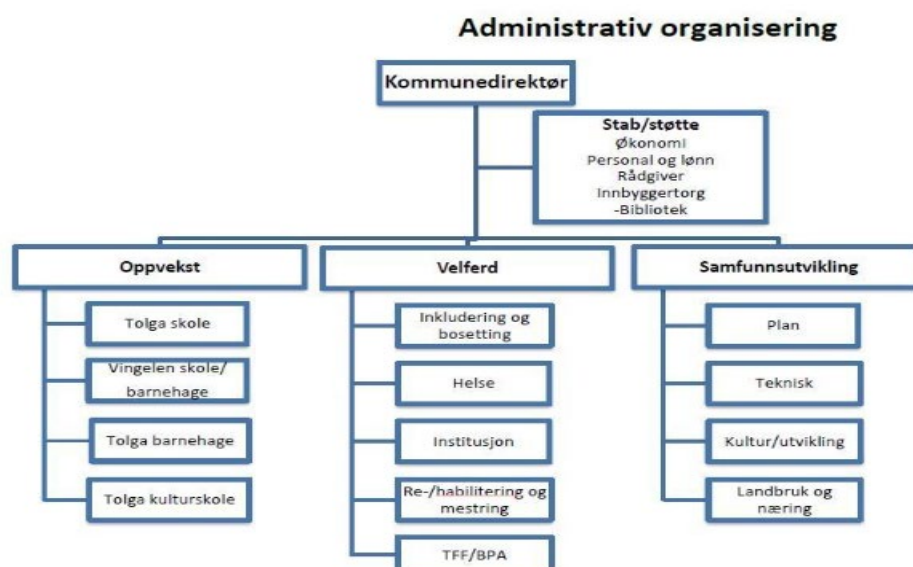 Administrativ organisering
Kommunedirektør
Stab/støtte
Økonomi
Personal og lønn
Rådgiver
Innbyggertorg
-Bibliotek
Oppvekst
Tolga skole
Vingelen skole/
barnehage
Tolga barnehage
Tolga kulturskole
Velferd
Inkludering og
bosetting
Helse
Institusjon
Re-/habilitering og
mestring
TFF/BPA
Samfunnsutvikling
Plan
Teknisk
Kultur/utvikling
Landbruk og
næring